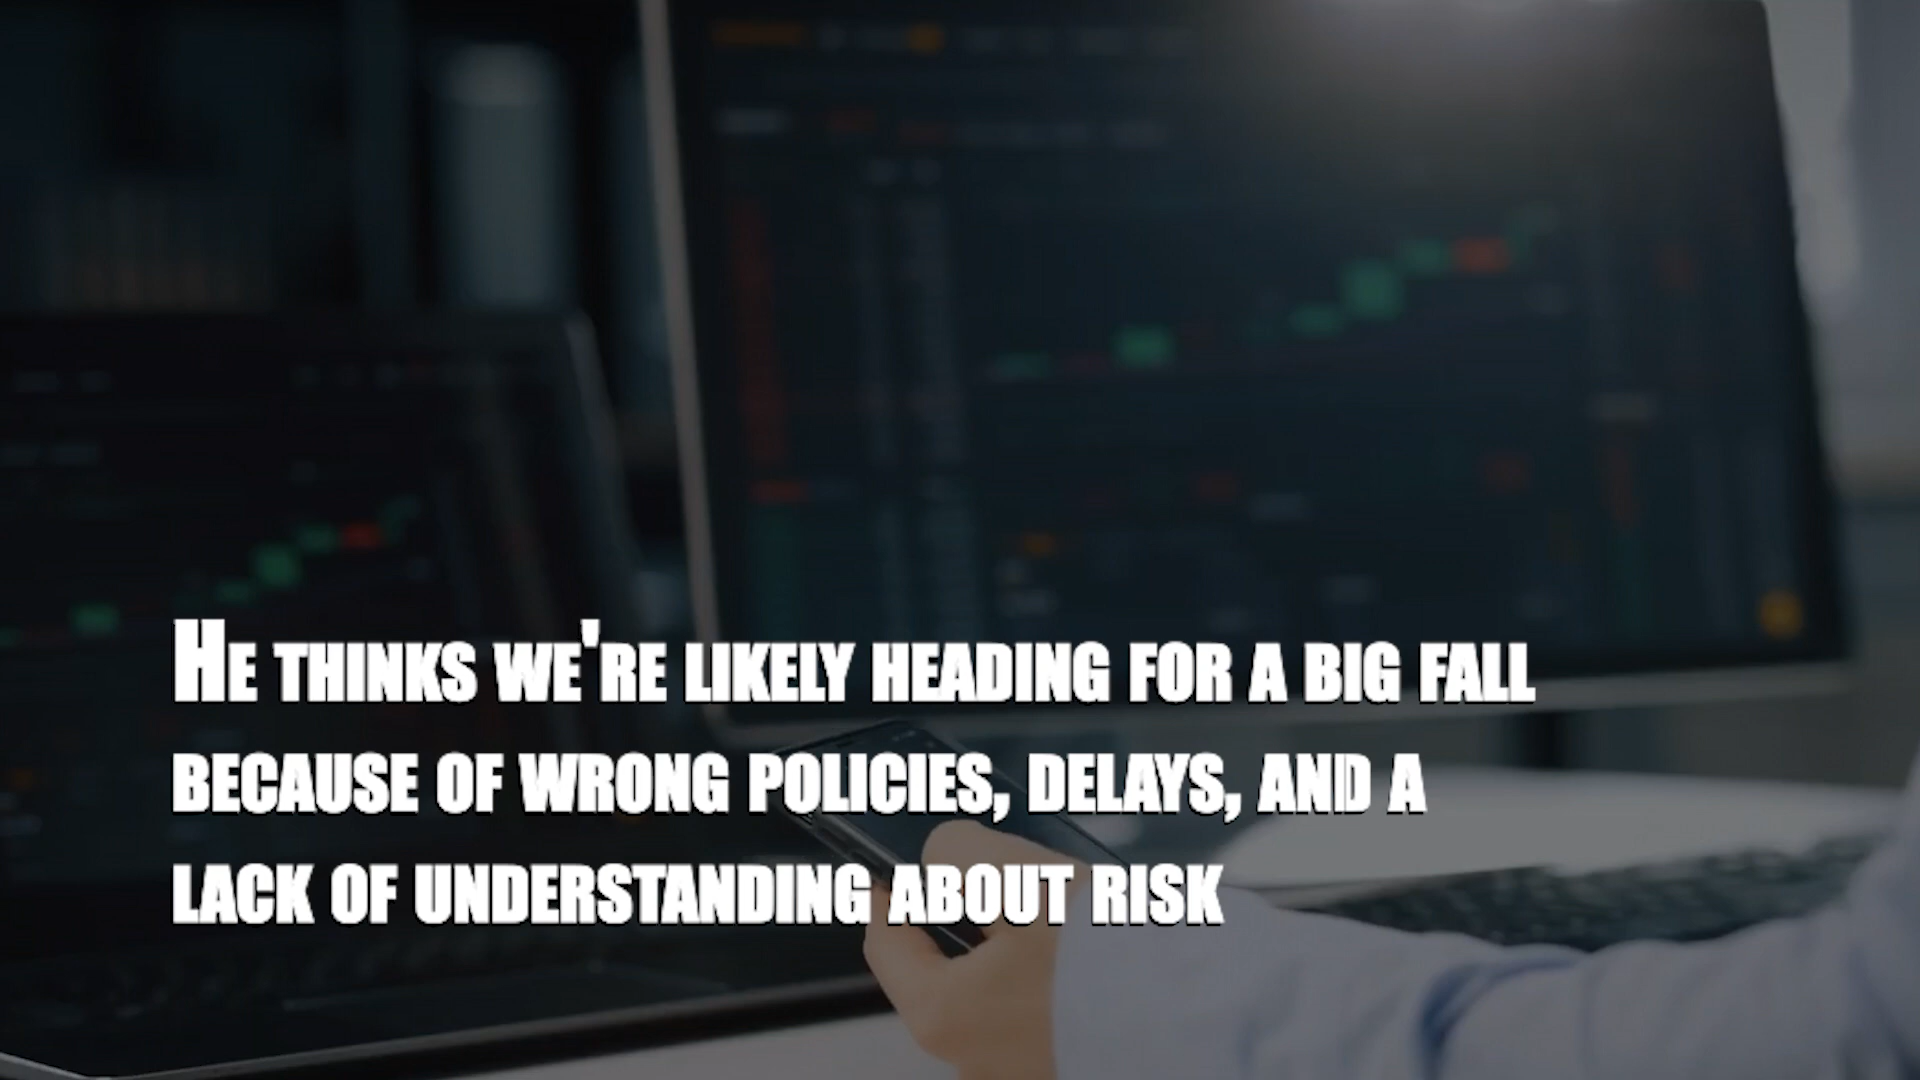 He thinks we're likely heading for a big fall
because of wrong policies, delays, and a
lack of understanding about risk